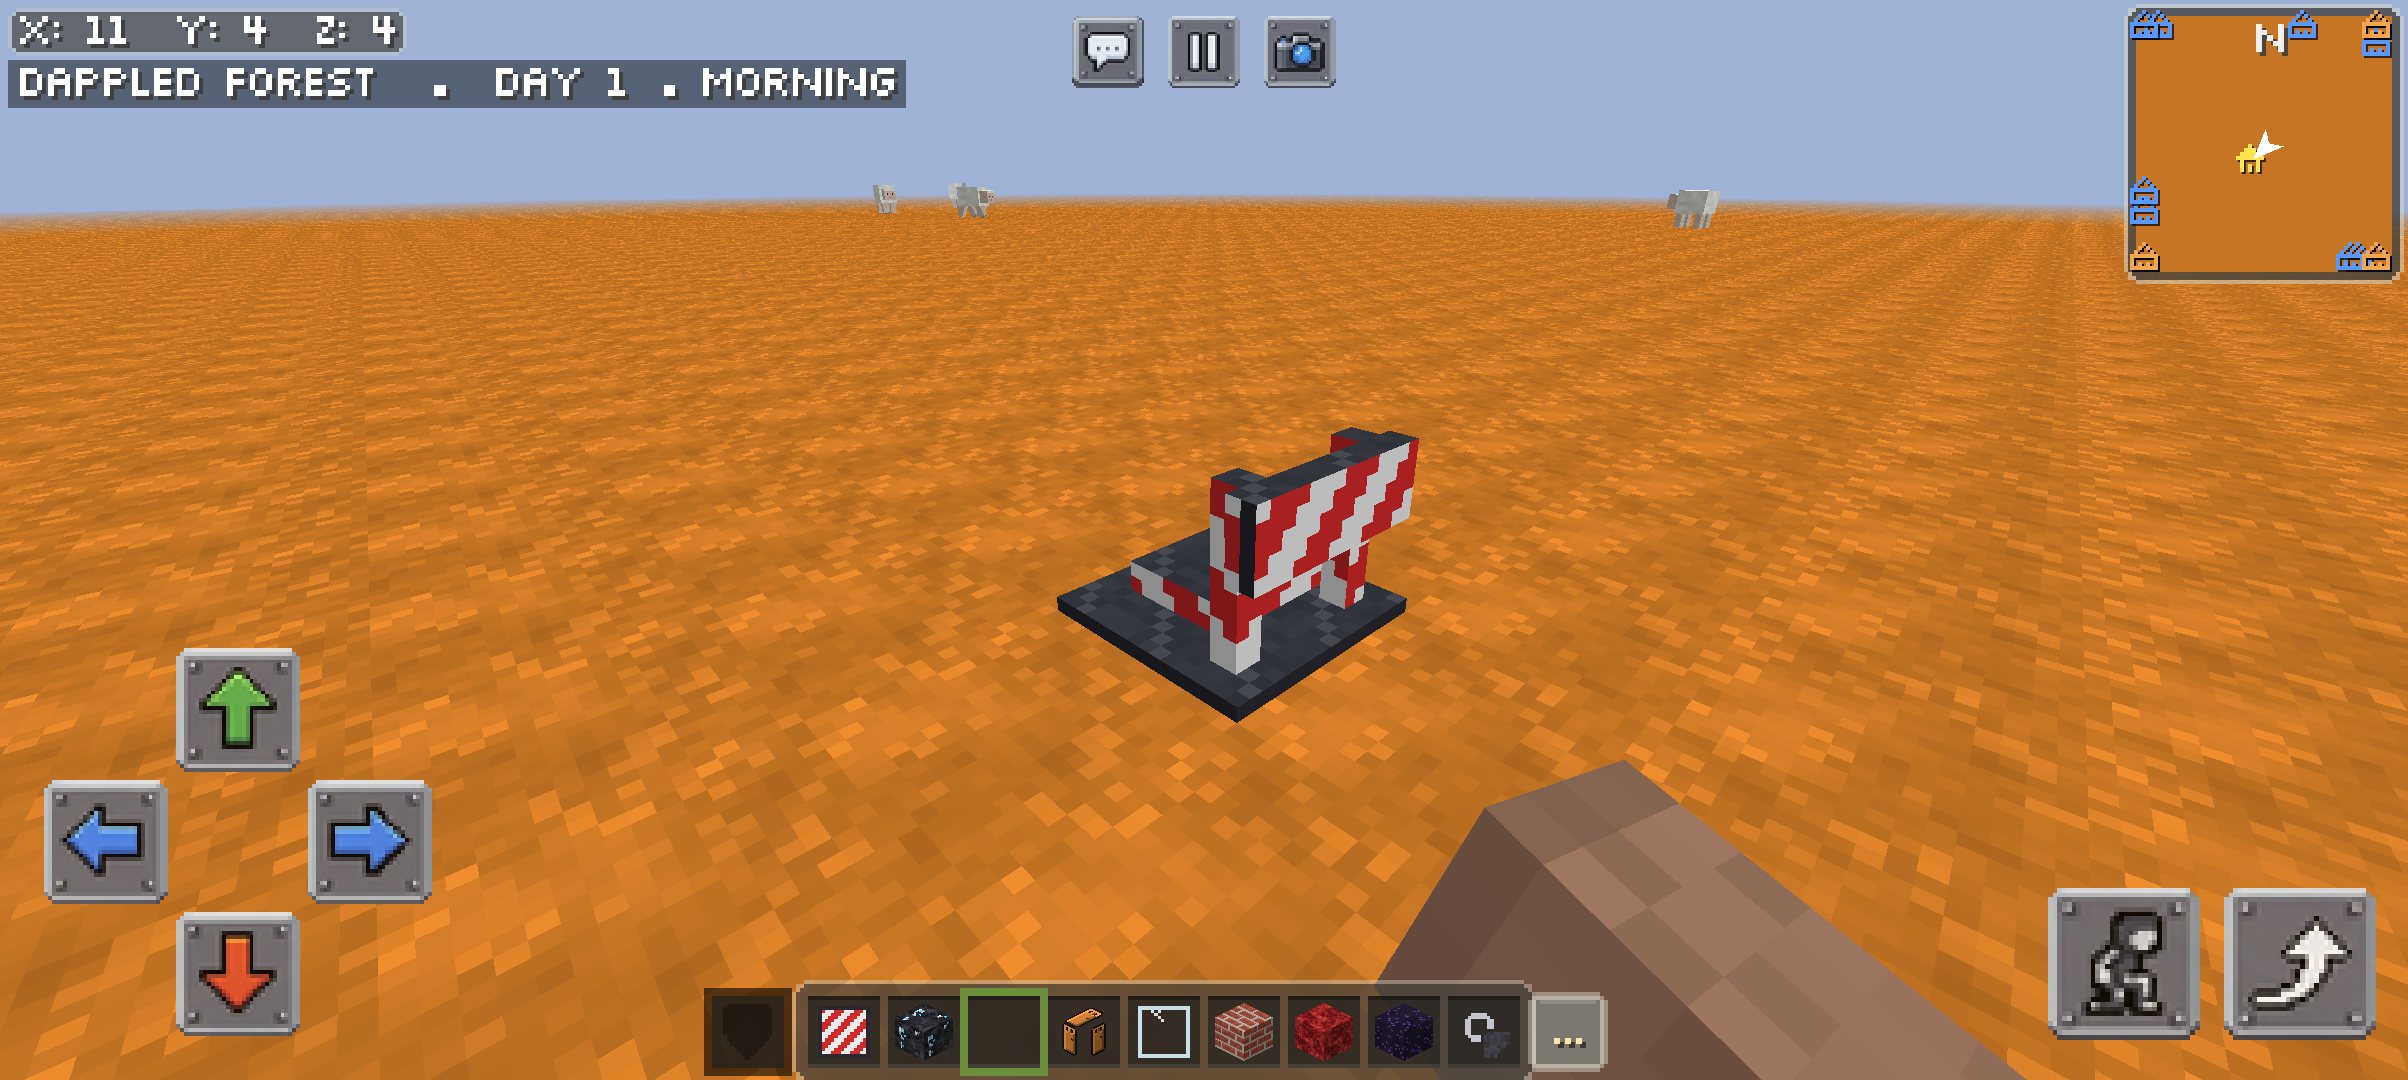 X: 11 Y: 4 Z: 4
DAPPLED FOREST . DAY 1 . MORNING
N
...